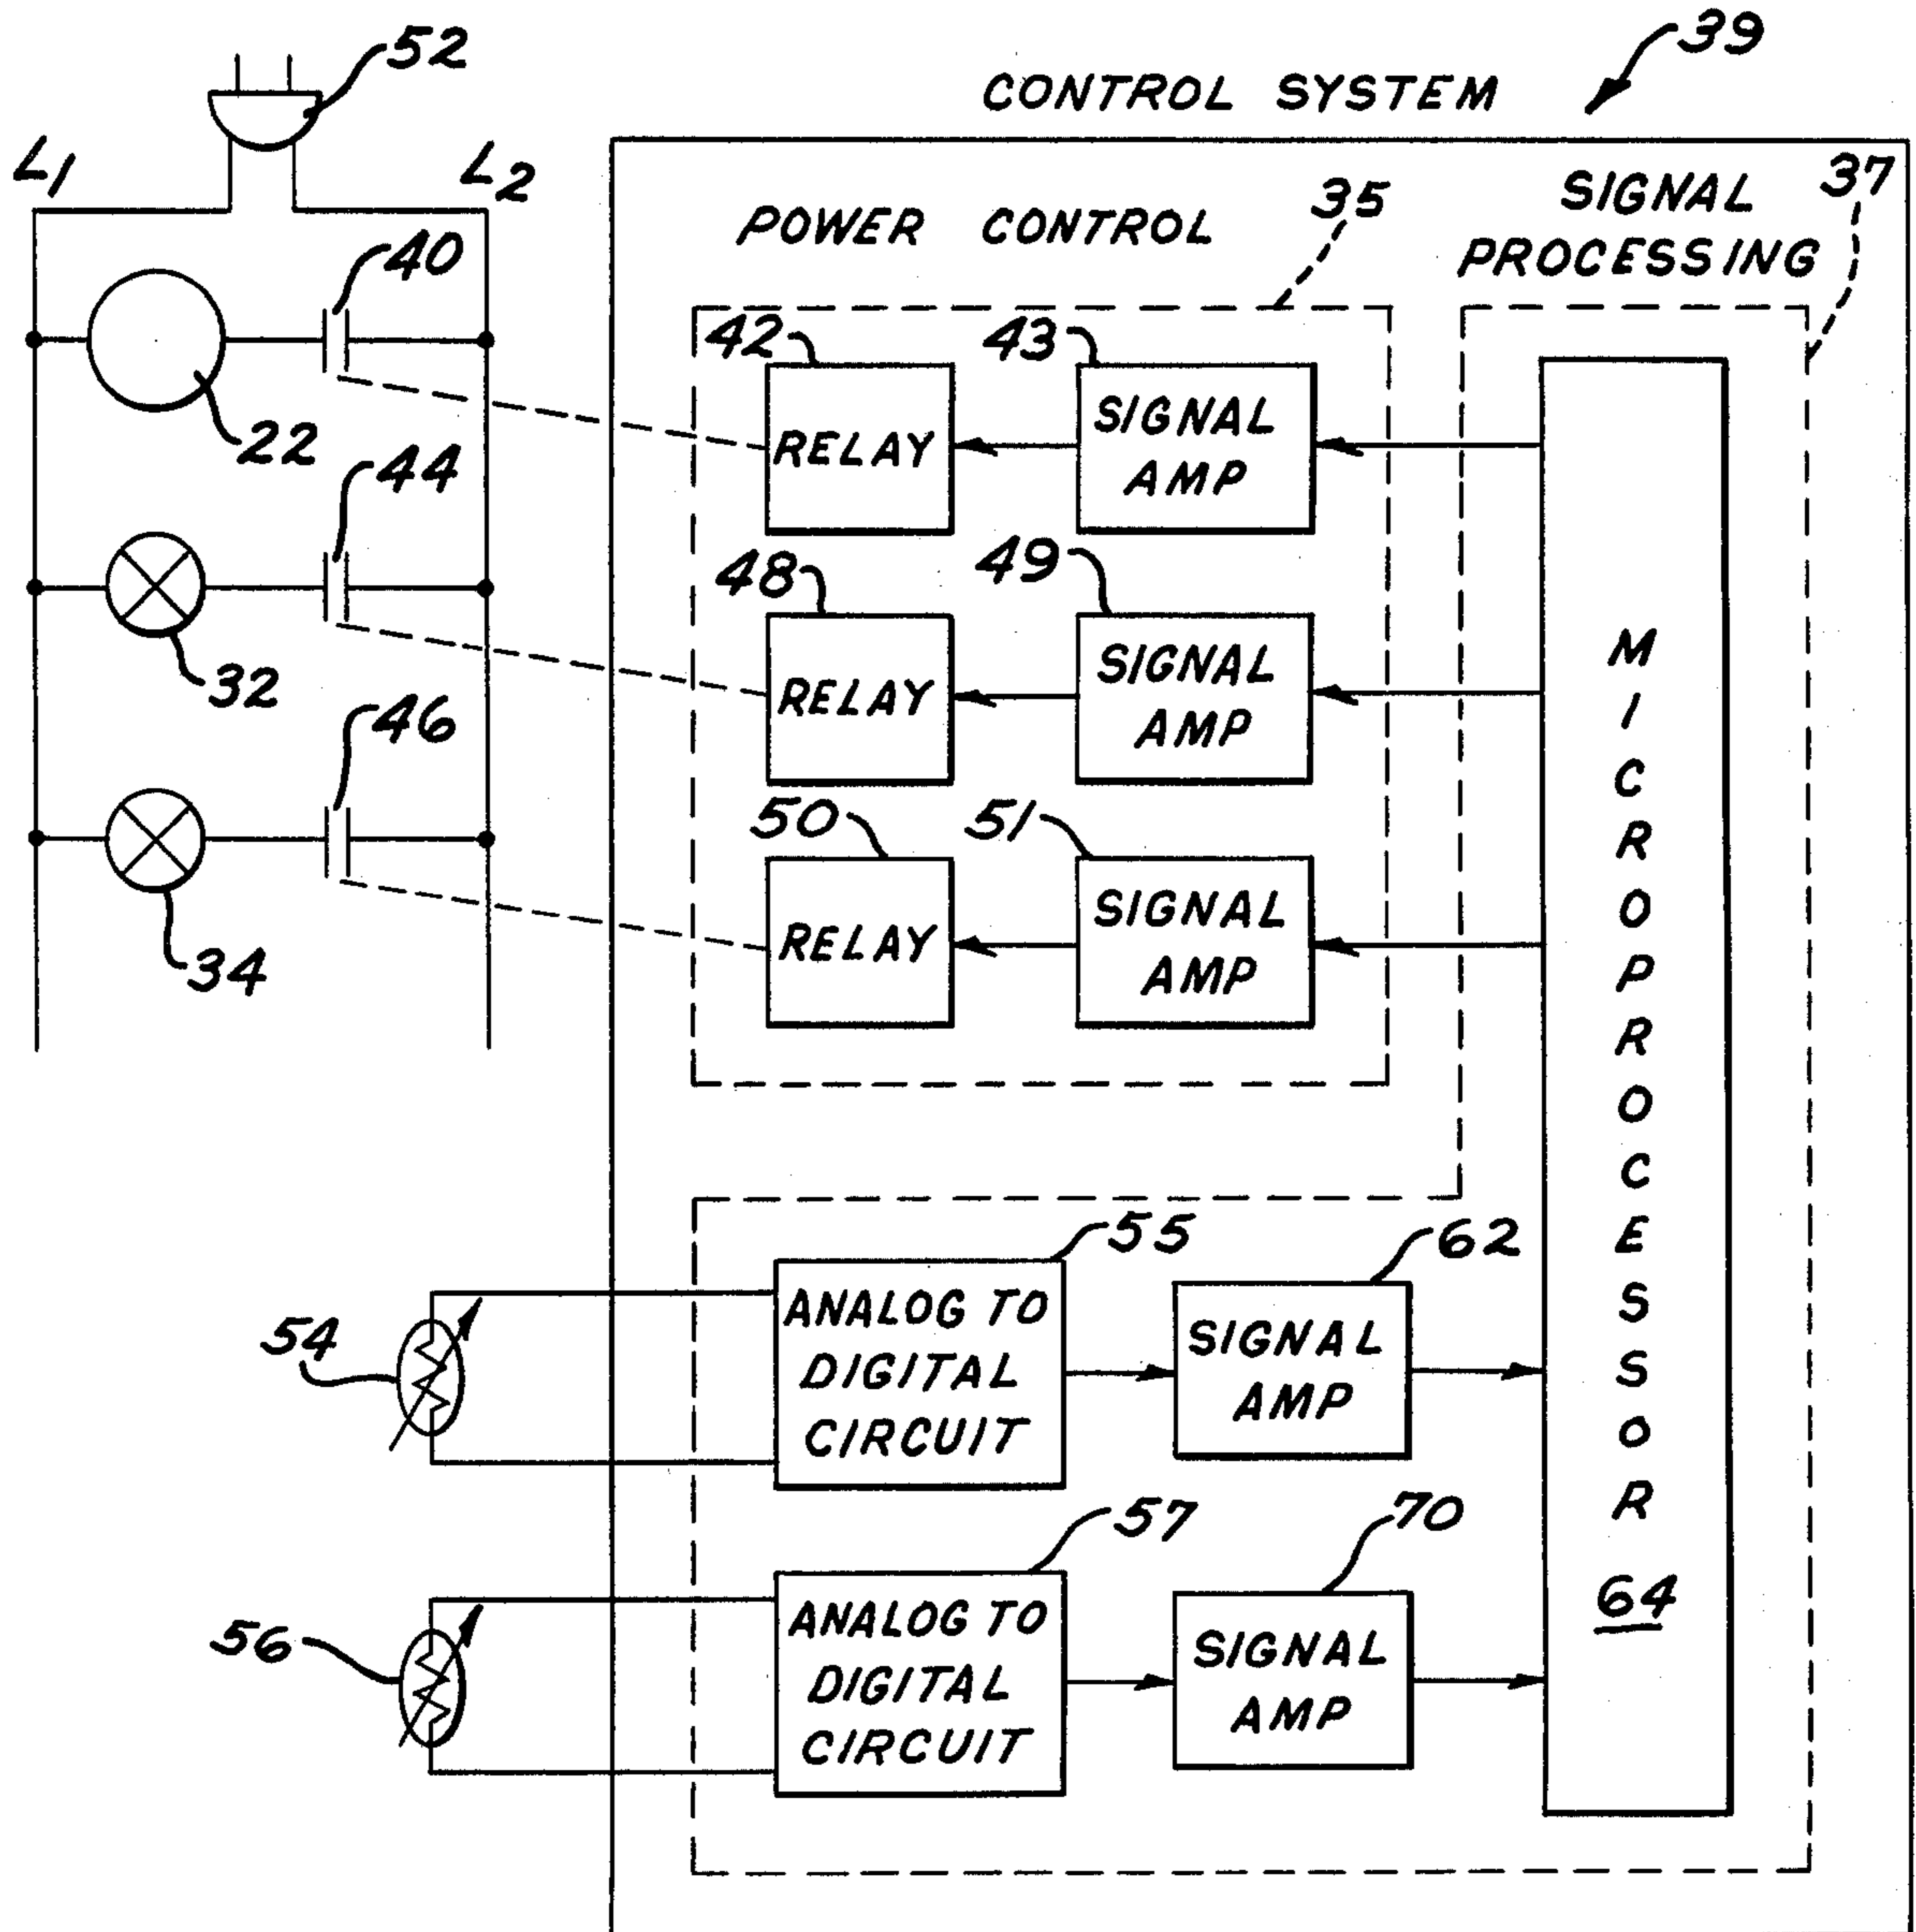 52
39
CONTROL SYSTEM
L1
L2
37
35
SIGNAL
PROCESSING
POWER CONTROL
40
42
43
RELAY
SIGNAL
AMP
22
44
48
49
RELAY
SIGNAL
AMP
32
46
50
51
RELAY
SIGNAL
AMP
34
MICROPROCESSOR
64
55
62
54
ANALOG TO
DIGITAL
CIRCUIT
SIGNAL
AMP
57
70
56
ANALOG TO
DIGITAL
CIRCUIT
SIGNAL
AMP